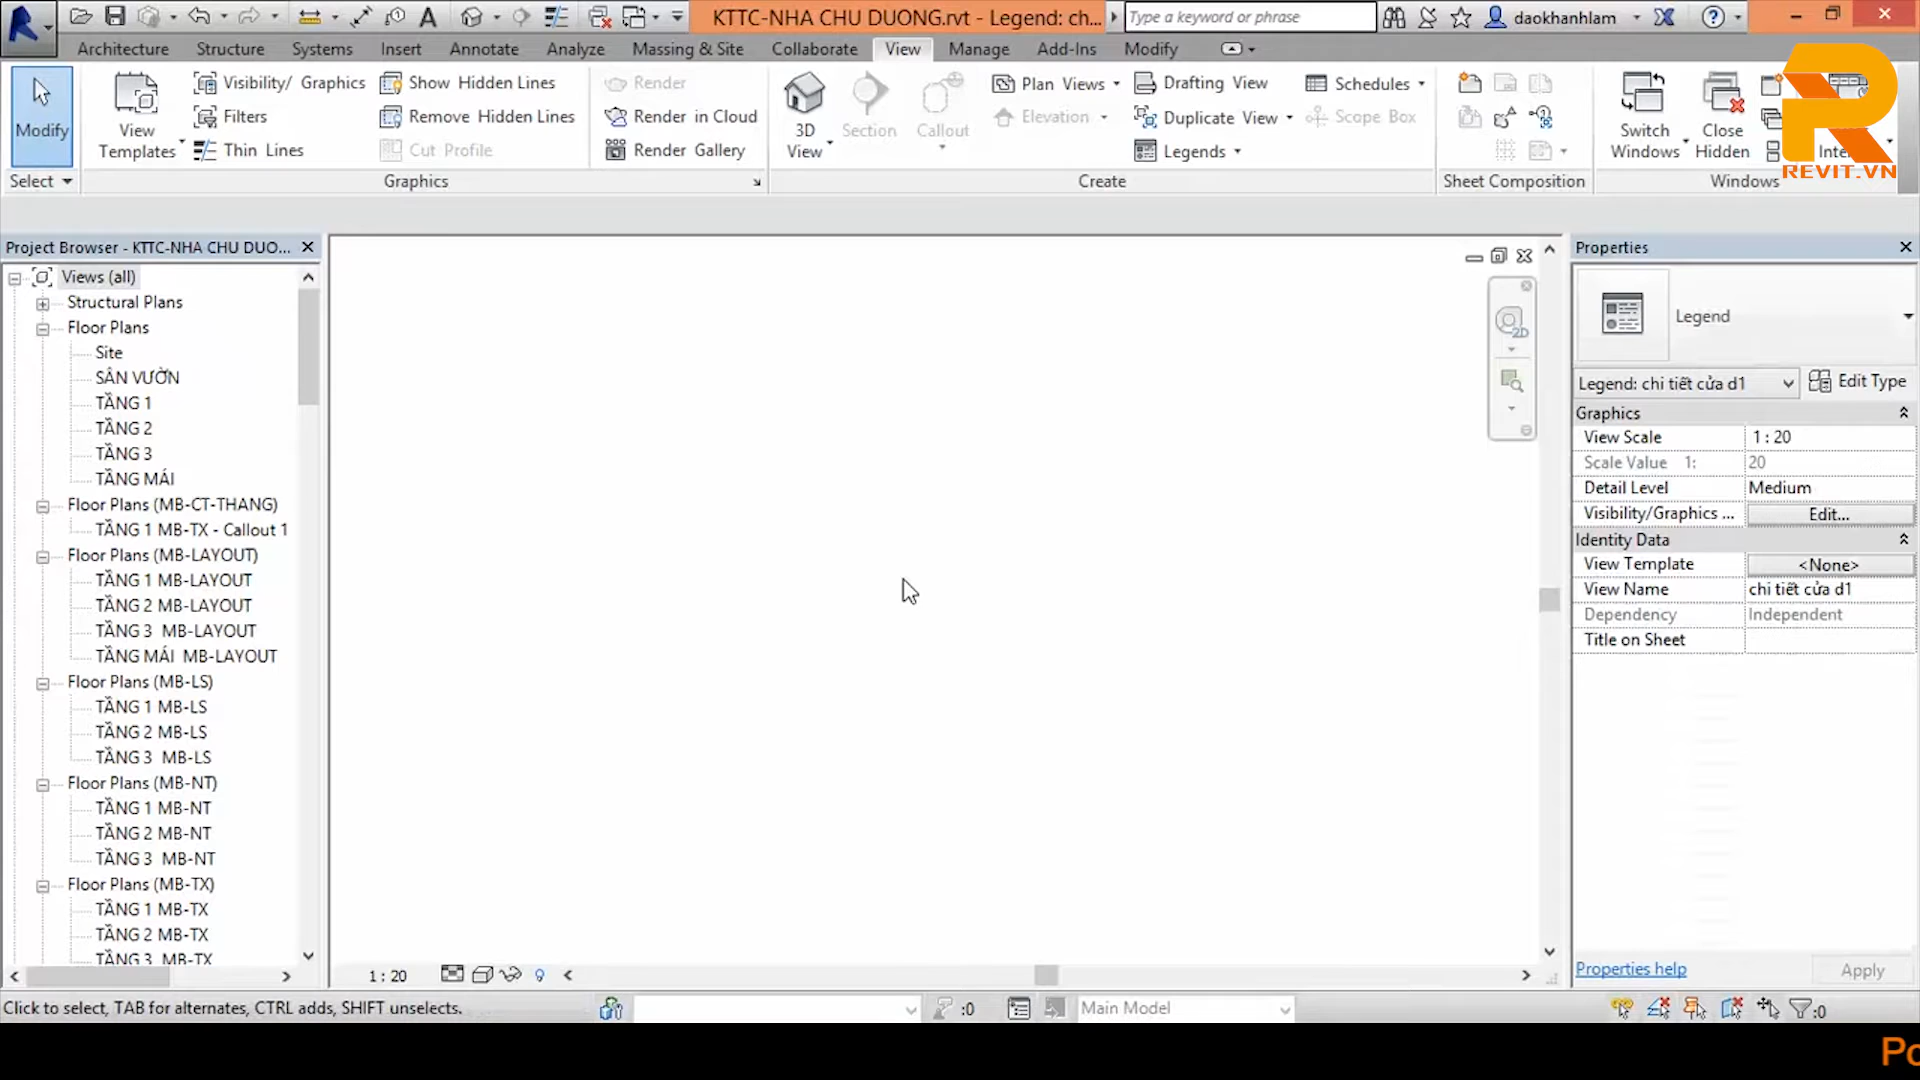 KTTC-NHA CHU DUONG.rvt - Legend: ch...
Type a keyword or phrase
daokhanhlam
Architecture
Structure
Systems
Insert
Annotate
Analyze
Massing & Site
Collaborate
View
Manage
Add-Ins
Modify
Modify
Select
View Templates
Visibility/ Graphics
Filters
Thin Lines
Show Hidden Lines
Remove Hidden Lines
Cut Profile
Graphics
Render
Render in Cloud
Render Gallery
3D View
Section
Callout
Plan Views
Elevation
Drafting View
Duplicate View
Legends
Schedules
Scope Box
Create
Sheet Composition
Switch Windows
Close Hidden
Windows
REVIT.VN
Project Browser - KTTC-NHA CHU DUO...
Views (all)
Structural Plans
Floor Plans
Site
SÂN VƯỜN
TẦNG 1
TẦNG 2
TẦNG 3
TẦNG MÁI
Floor Plans (MB-CT-THANG)
TẦNG 1 MB-TX - Callout 1
Floor Plans (MB-LAYOUT)
TẦNG 1 MB-LAYOUT
TẦNG 2 MB-LAYOUT
TẦNG 3 MB-LAYOUT
TẦNG MÁI MB-LAYOUT
Floor Plans (MB-LS)
TẦNG 1 MB-LS
TẦNG 2 MB-LS
TẦNG 3 MB-LS
Floor Plans (MB-NT)
TẦNG 1 MB-NT
TẦNG 2 MB-NT
TẦNG 3 MB-NT
Floor Plans (MB-TX)
TẦNG 1 MB-TX
TẦNG 2 MB-TX
TẦNG 3 MB-TX
2D
1 : 20
Properties
Legend
Legend: chi tiết cửa d1
Edit Type
Graphics
View Scale 1 : 20
Scale Value 1: 20
Detail Level Medium
Visibility/Graphics ... Edit...
Identity Data
View Template <None>
View Name chi tiết cửa d1
Dependency Independent
Title on Sheet
Properties help
Apply
Click to select, TAB for alternates, CTRL adds, SHIFT unselects.
:0
Main Model
:0